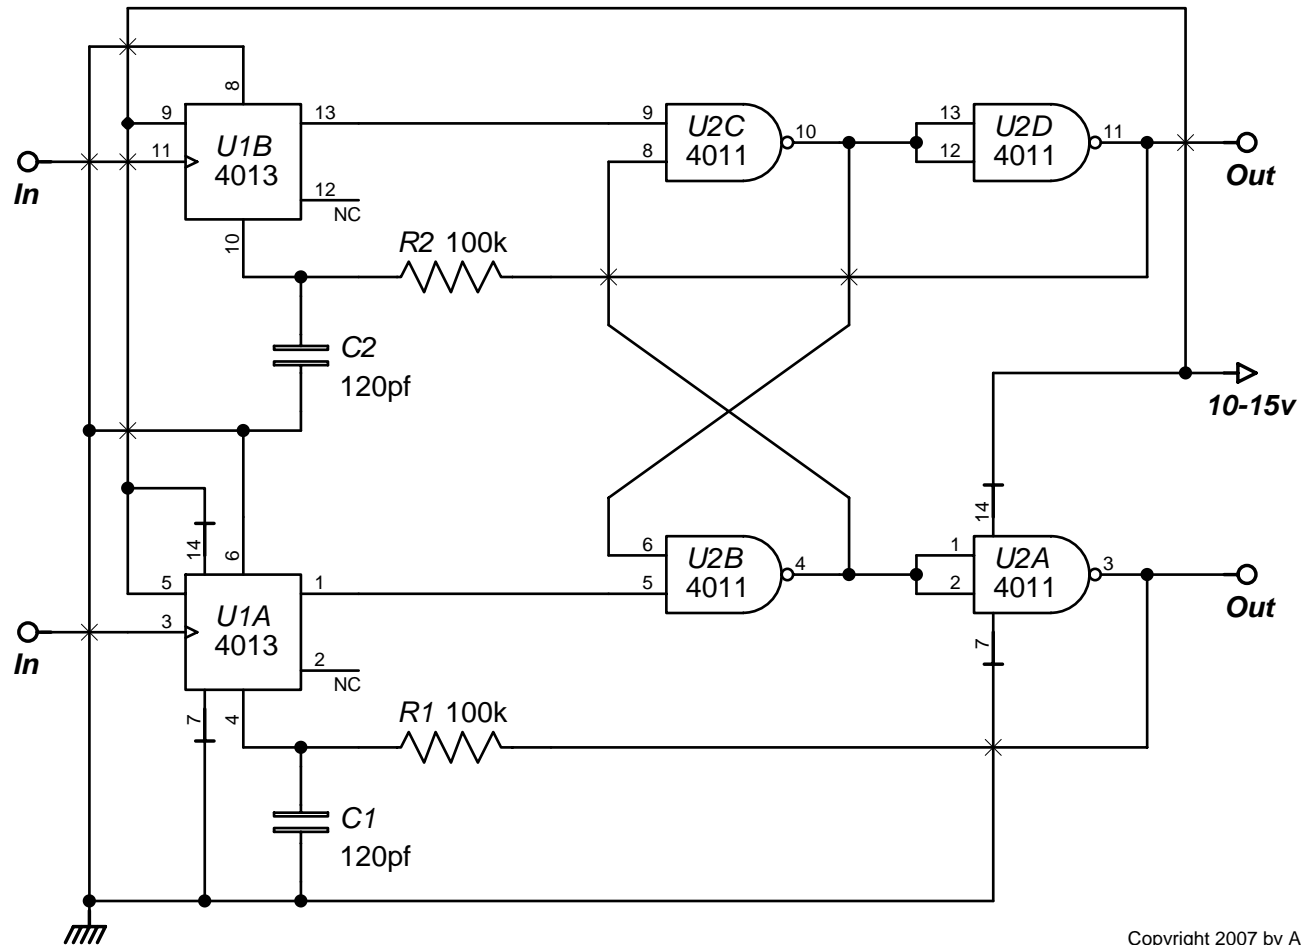 8
9
13
9
13
U1B
U2C
10
U2D
11
11
4013
4011
4011
8
12
In
12
NC
Out
10
R2 100k
C2
120pf
10-15v
14
6
14
6
1
U2B
4
U2A
3
5
1
5
4011
2
4011
U1A
Out
3
4013
In
2
NC
7
7
4
R1 100k
C1
120pf
Copyright 2007 by A